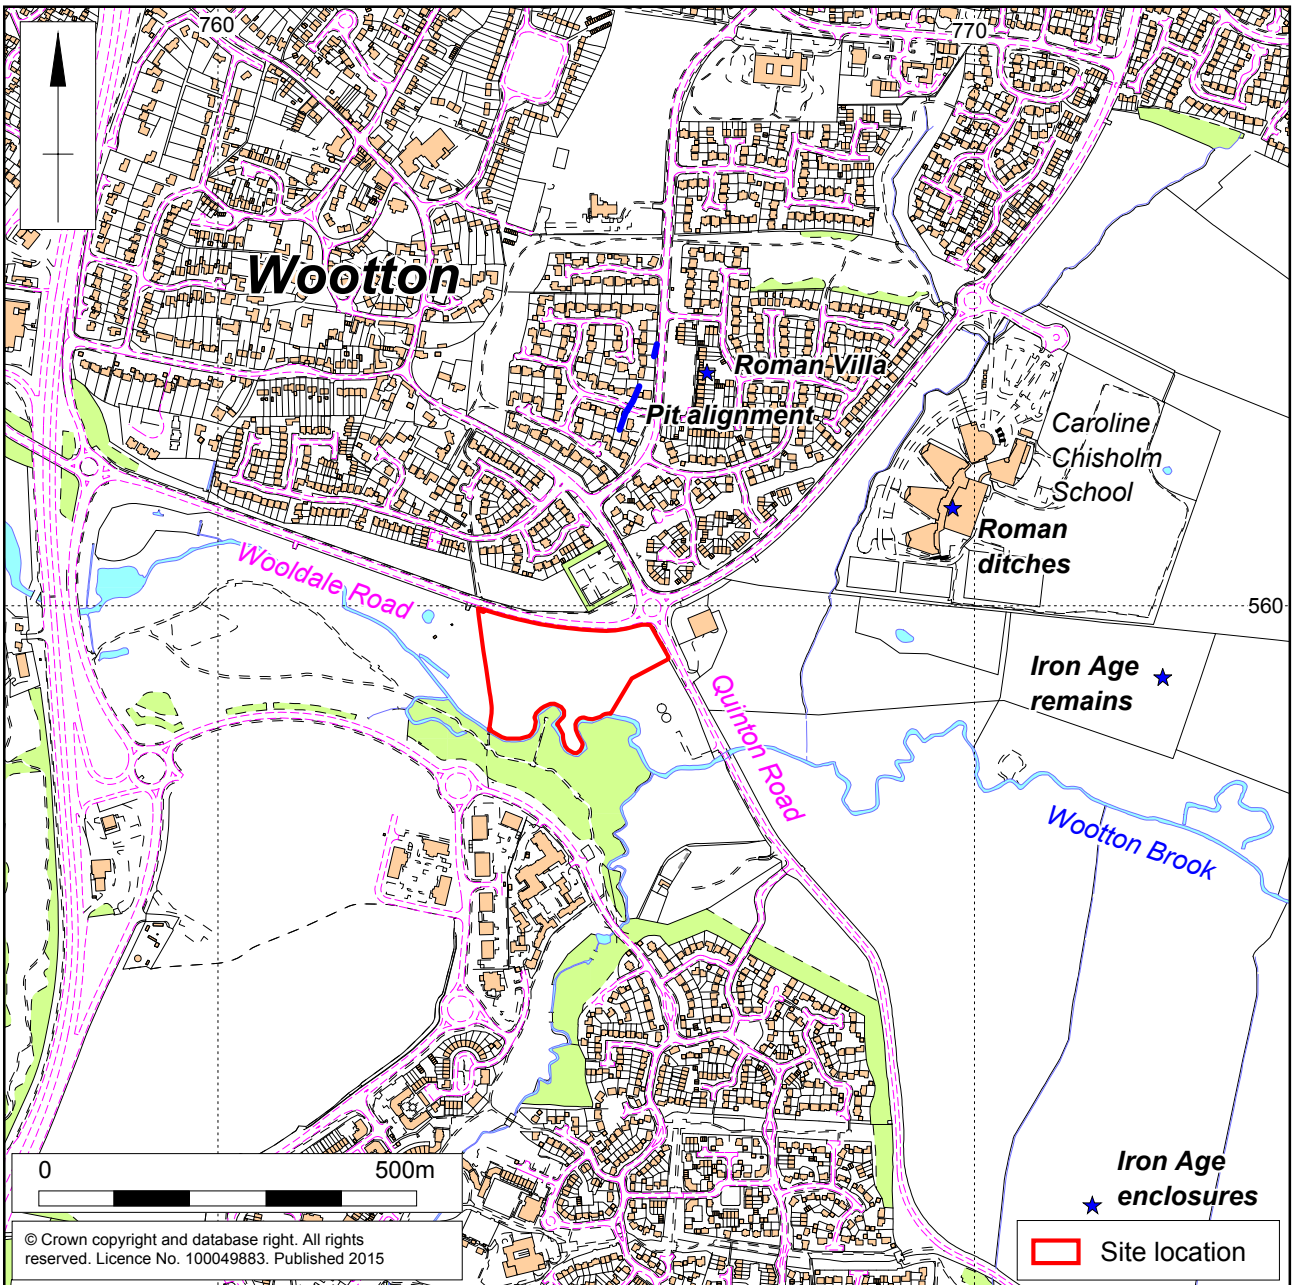 760
770
Wootton
Roman Villa
Pit alignment
Caroline
Chisholm
School
Roman
ditches
Wooldale Road
560
Iron Age
remains
Quinton Road
Wootton Brook
Iron Age
enclosures
0 500m
© Crown copyright and database right. All rights
reserved. Licence No. 100049883. Published 2015
Site location